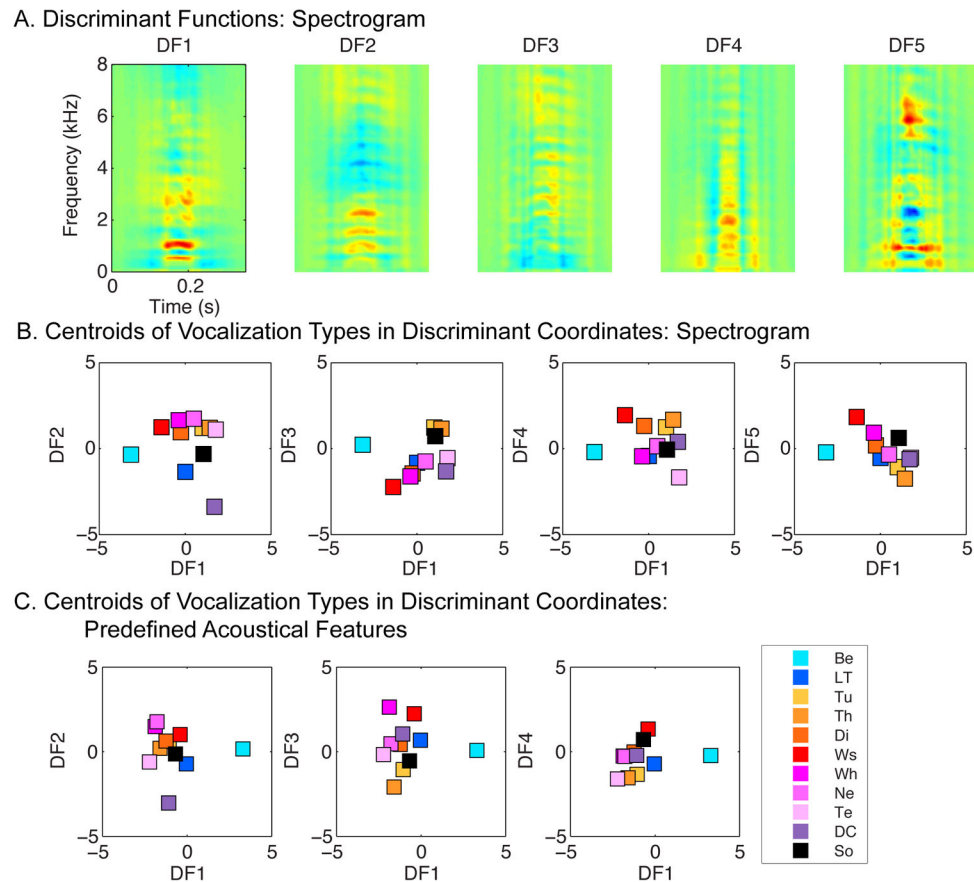 A. Discriminant Functions: Spectrogram
DF1 DF2 DF3 DF4 DF5
8
6
4
2
0
Frequency (kHz)
0 0.2
Time (s)
B. Centroids of Vocalization Types in Discriminant Coordinates: Spectrogram
5 5 5 5
DF2 DF3 DF4 DF5
0 0 0 0
−5 −5 −5 −5
−5 0 5 −5 0 5 −5 0 5 −5 0 5
DF1 DF1 DF1 DF1
C. Centroids of Vocalization Types in Discriminant Coordinates:
Predefined Acoustical Features
5 5 5
DF2 DF3 DF4
0 0 0
−5 −5 −5
−5 0 5 −5 0 5 −5 0 5
DF1 DF1 DF1
Be
LT
Tu
Th
Di
Ws
Wh
Ne
Te
DC
So